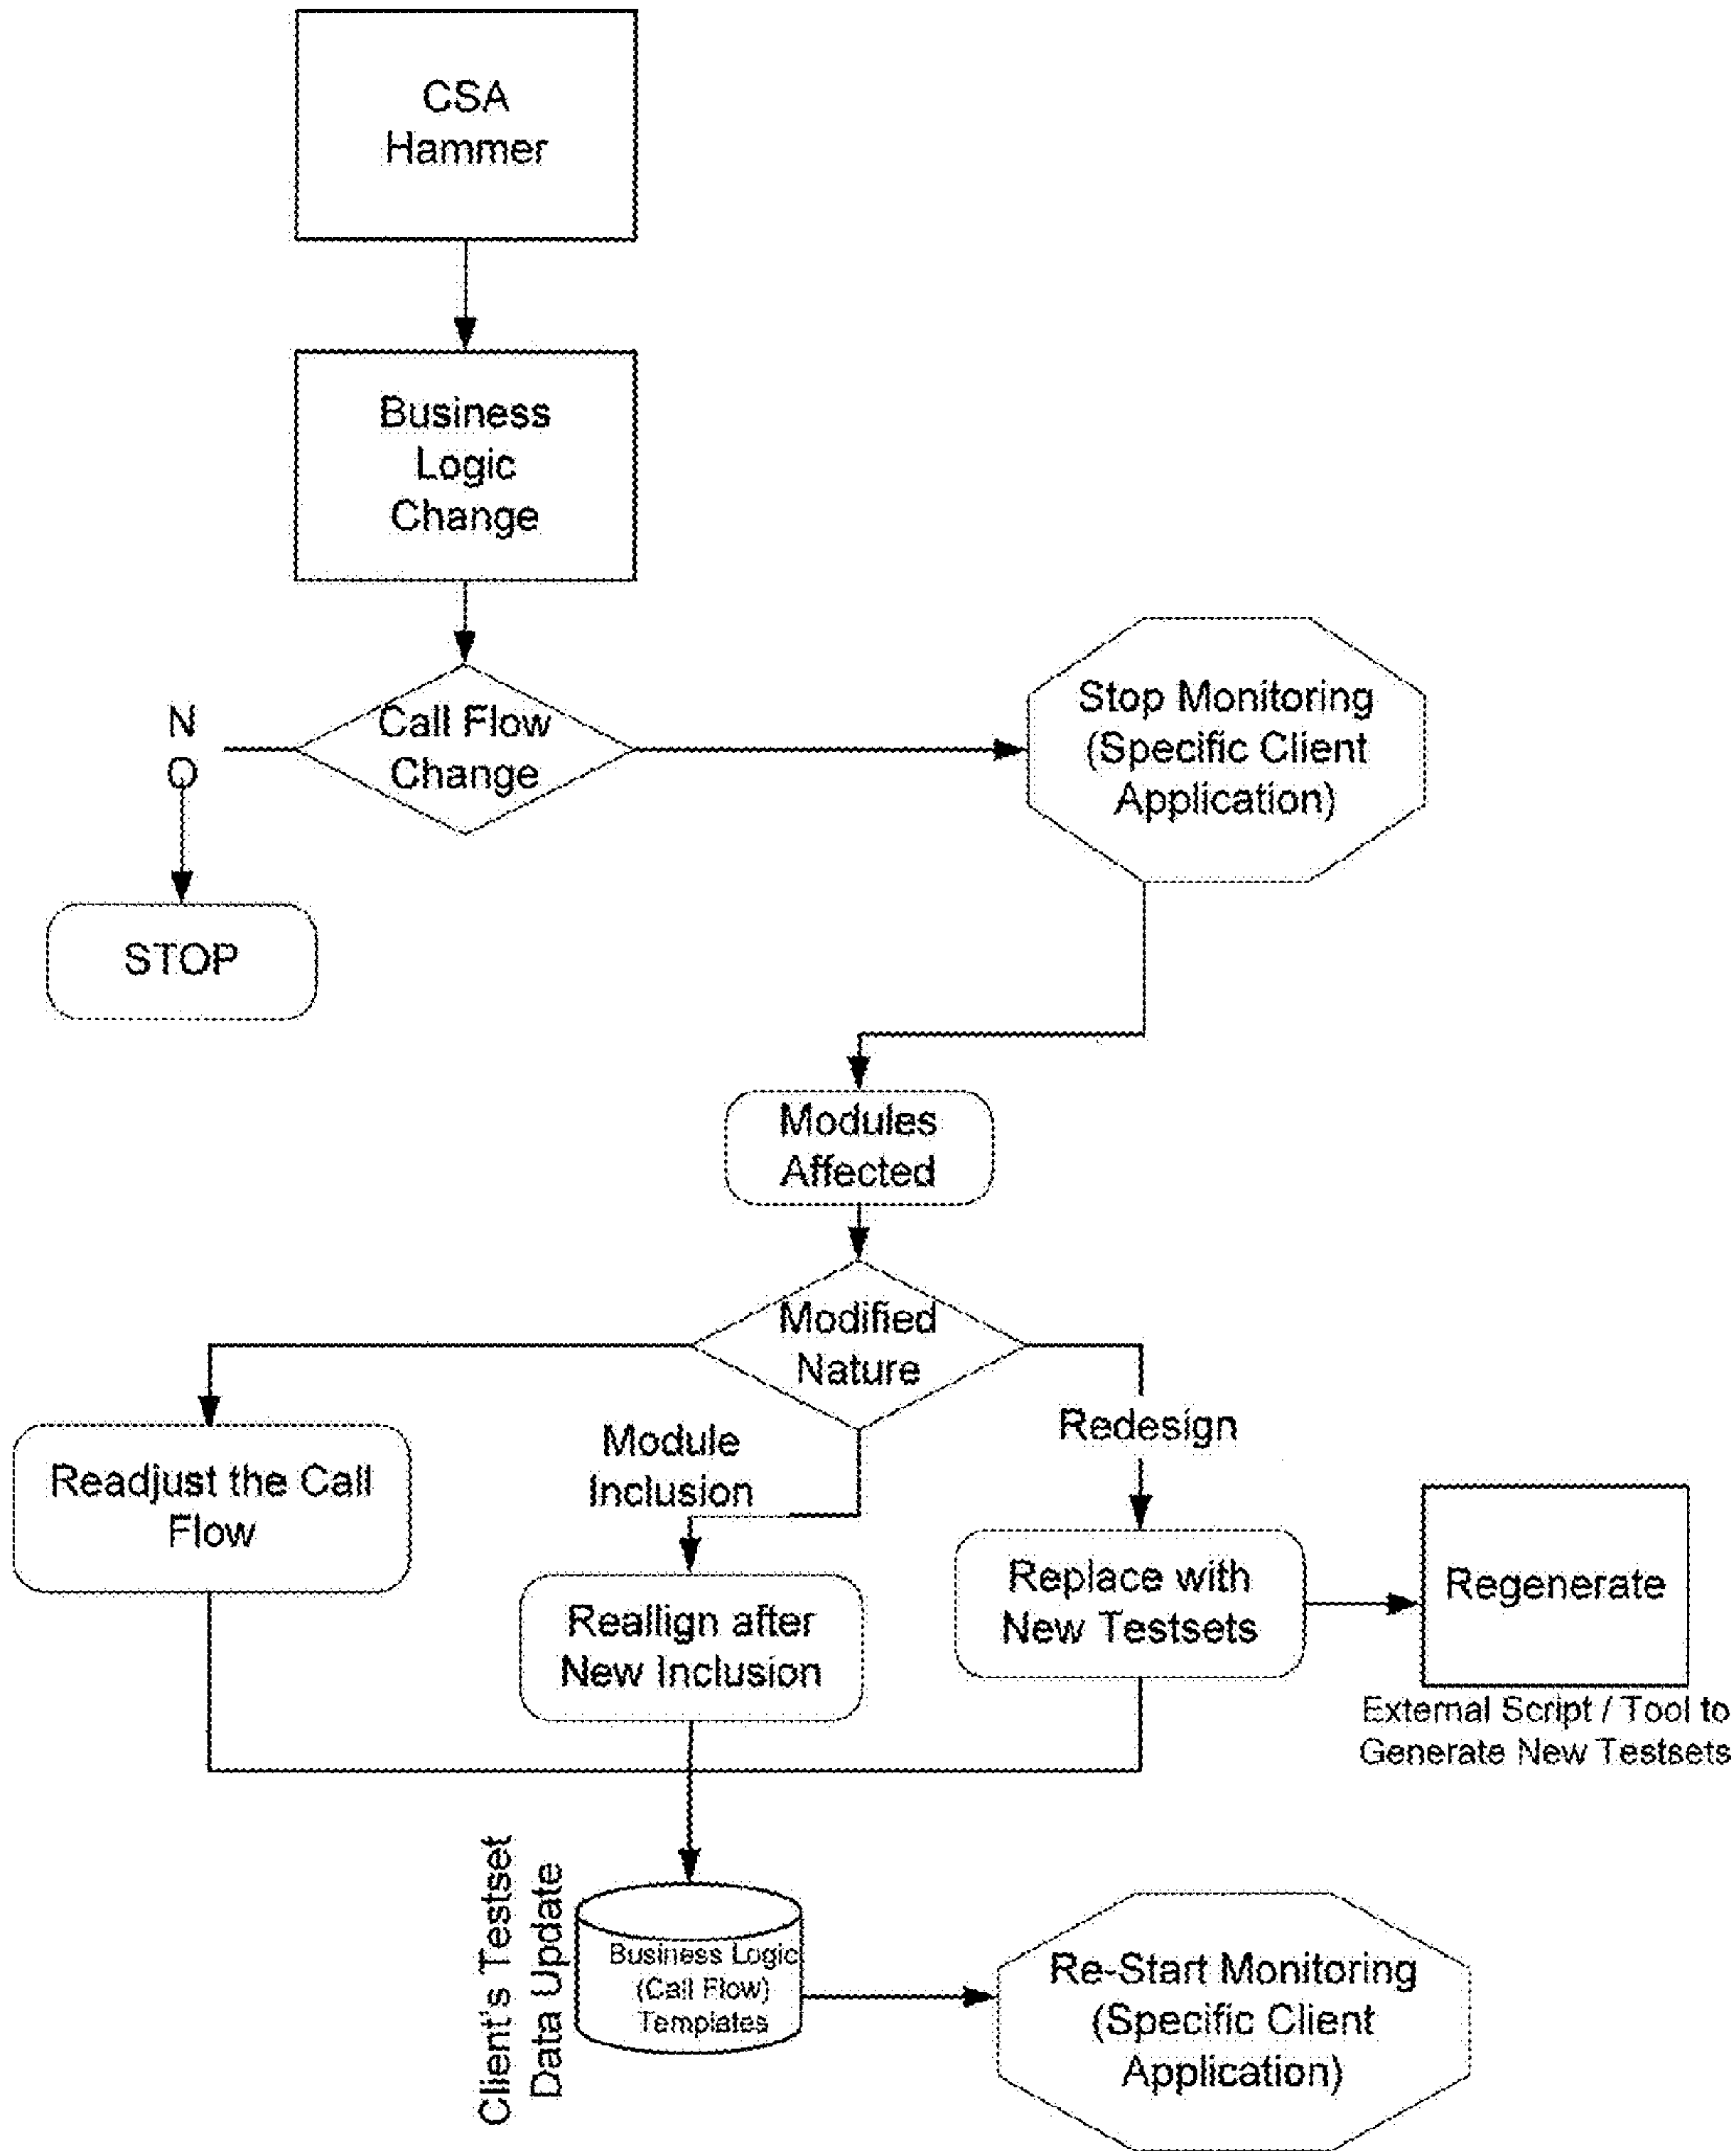 CSA
Hammer
Business
Logic
Change
N
O
Call Flow
Change
Stop Monitoring
(Specific Client
Application)
STOP
Modules
Affected
Modified
Nature
Readjust the Call
Flow
Module
Inclusion
Redesign
Reallign after
New Inclusion
Replace with
New Testsets
Regenerate
External Script / Tool to
Generate New Testsets
Client's Testset
Data Update
Business Logic
(Call Flow)
Templates
Re-Start Monitoring
(Specific Client
Application)